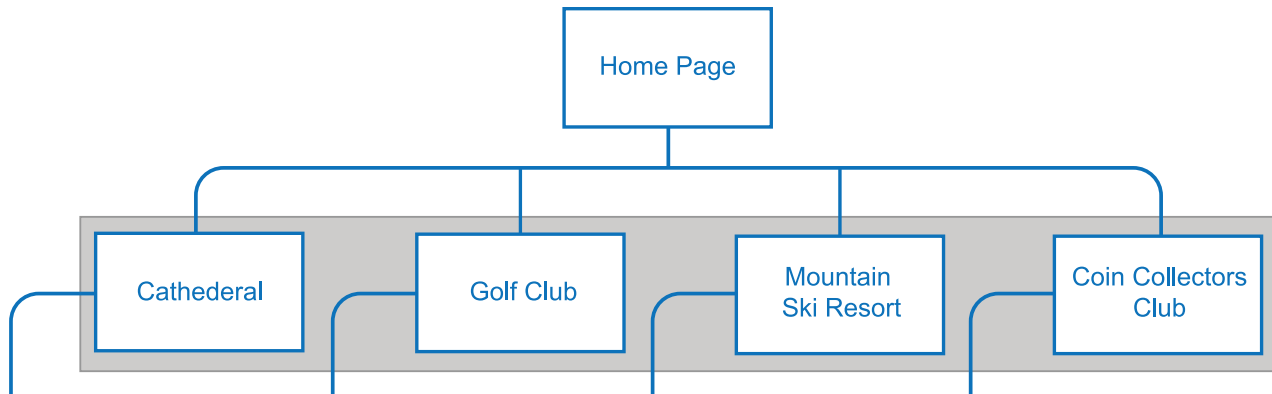 Home Page
Cathederal
Golf Club
Mountain
Ski Resort
Coin Collectors
Club